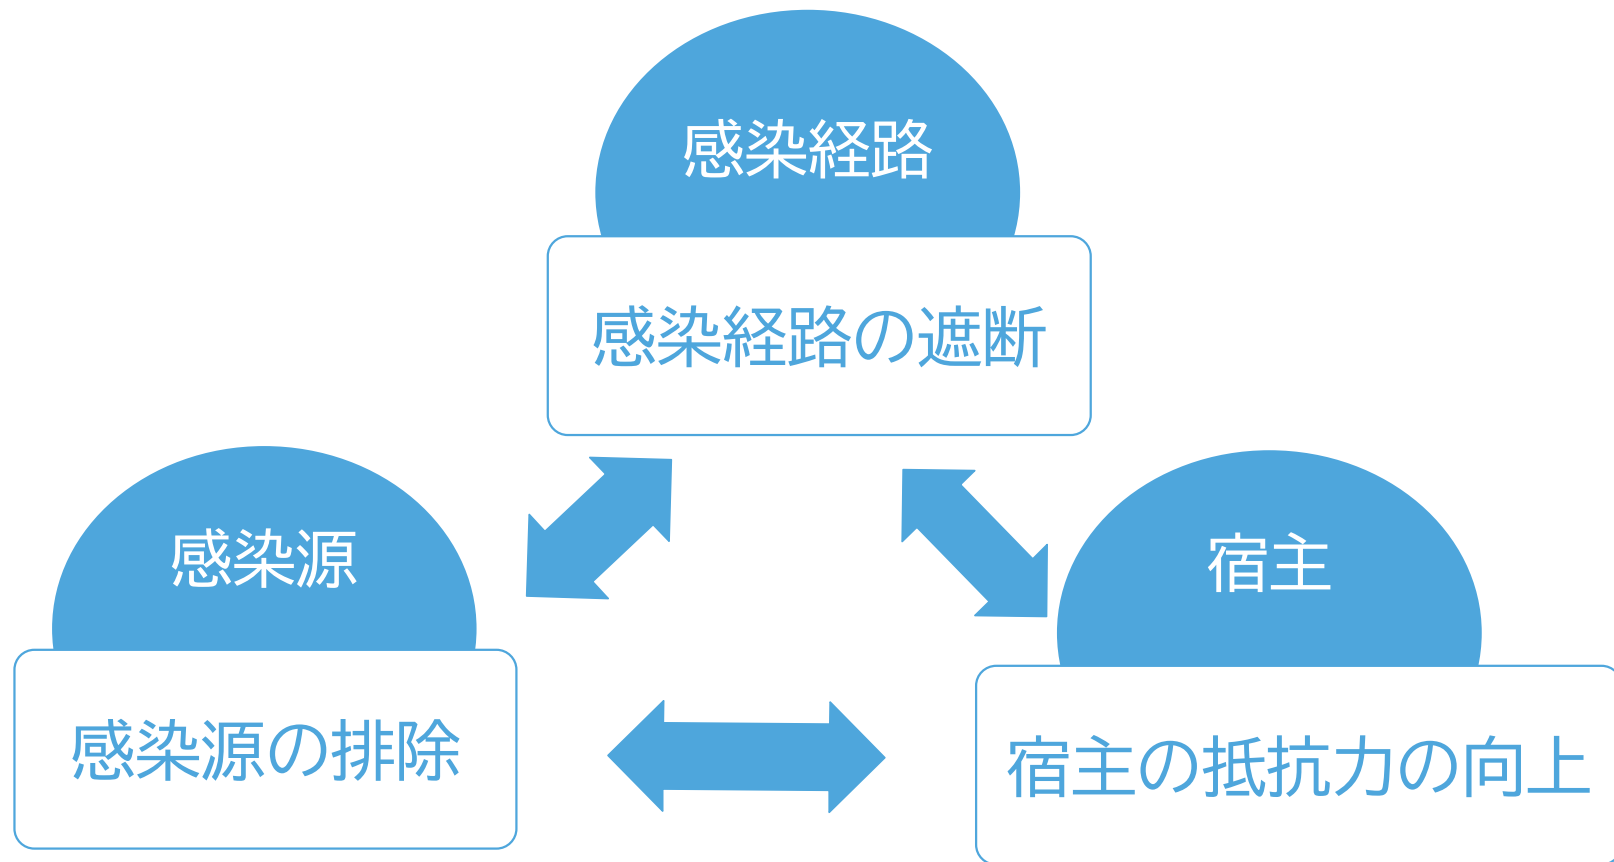 感染経路
感染経路の遮断
感染源
感染源の排除
宿主
宿主の抵抗力の向上